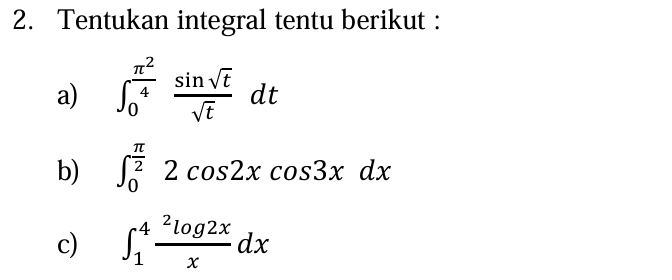 2. Tentukan integral tentu berikut :
a) ∫₀^(π²/4) (sin √t)/(√t) dt
b) ∫₀^(π/2) 2 cos2x cos3x dx
c) ∫₁⁴ (²log2x)/x dx